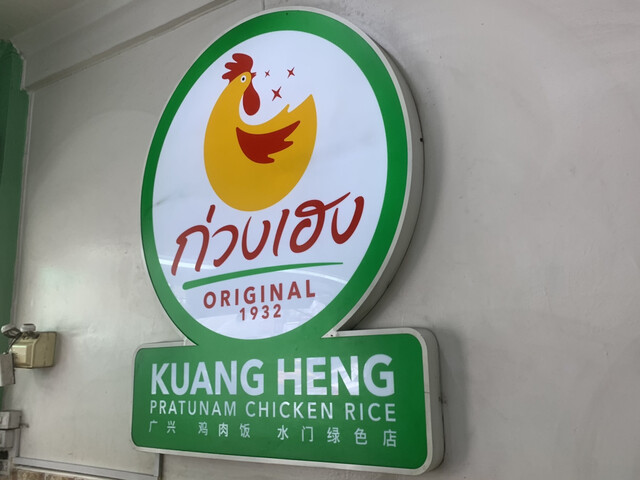 ก่วงเฮง
ORIGINAL
1932
KUANG HENG
PRATUNAM CHICKEN RICE
广兴 鸡肉饭 水门绿色店